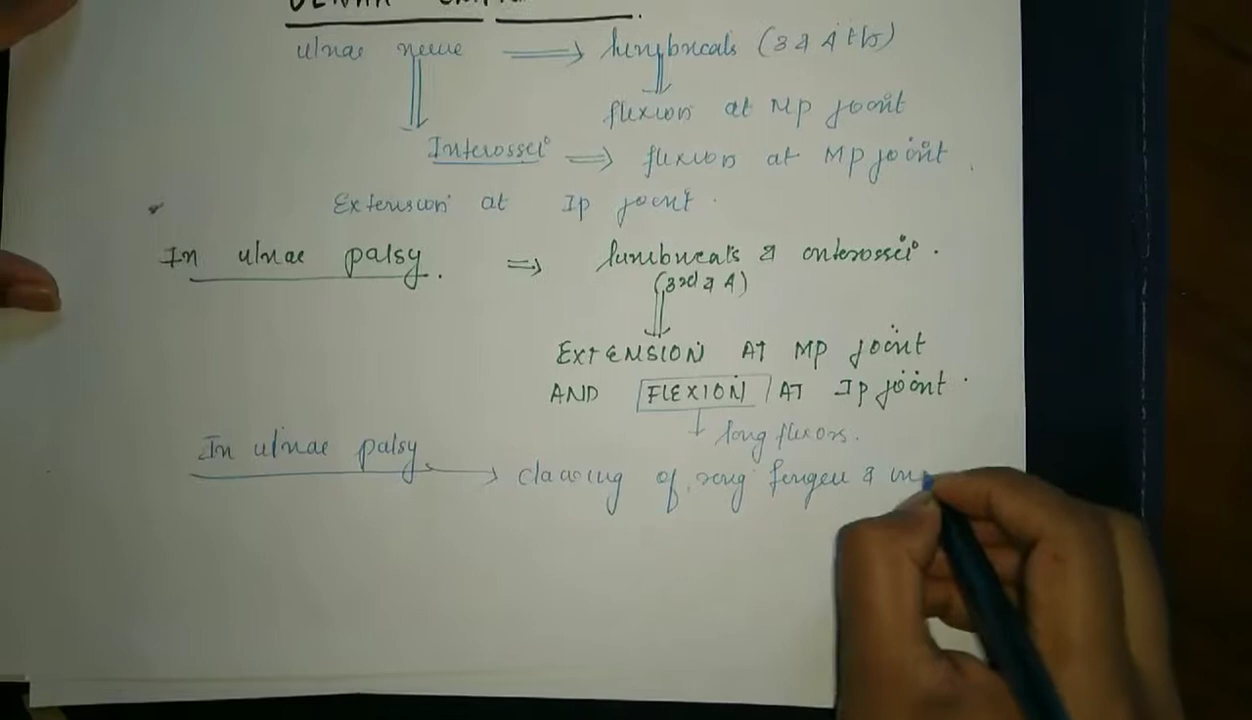 ulnar nerve ⟹ lumbricals (3 & 4th)
flexion at MP joint
Interossei ⟹ flexion at MP joint.
Extension at Ip joint.
In ulnar palsy. ⟹ lumbricals & interossei.
(3rd & 4)
EXTENSION AT MP joint
AND FLEXION AT Ip joint.
long flexors.
In ulnar palsy → clawing of ring finger &